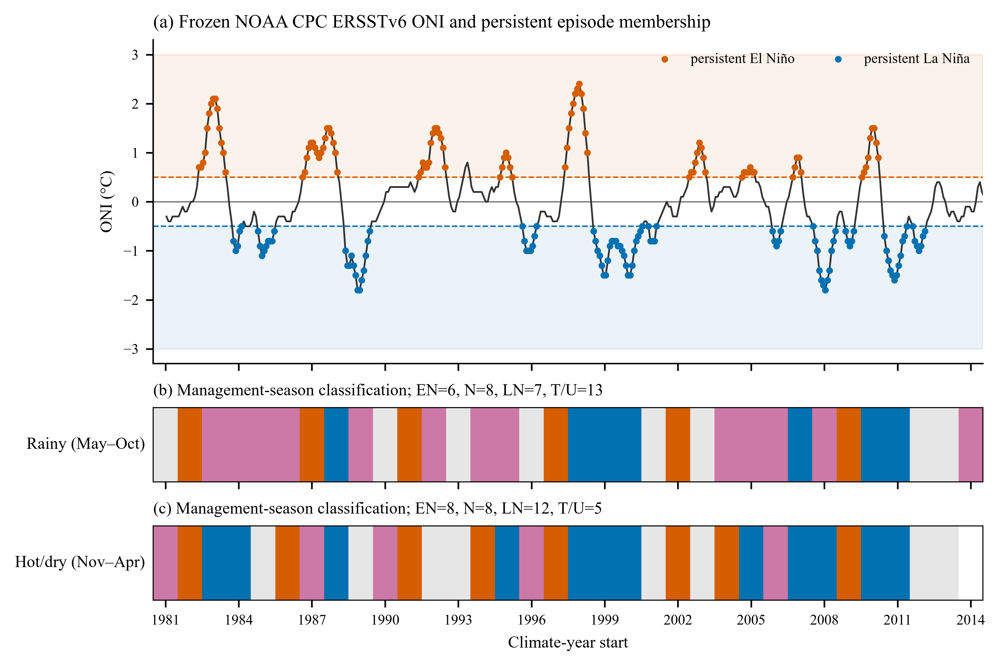 (a) Frozen NOAA CPC ERSSTv6 ONI and persistent episode membership
persistent El Niño
persistent La Niña
3
2
1
0
−1
−2
−3
ONI (°C)
(b) Management-season classification; EN=6, N=8, LN=7, T/U=13
Rainy (May–Oct)
(c) Management-season classification; EN=8, N=8, LN=12, T/U=5
Hot/dry (Nov–Apr)
1981 1984 1987 1990 1993 1996 1999 2002 2005 2008 2011 2014
Climate-year start